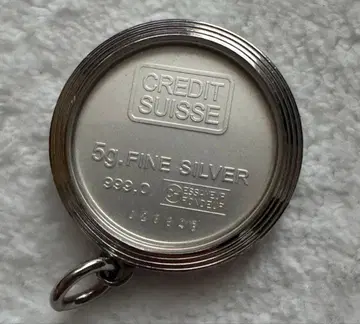 CREDIT
SUISSE
5g. FINE SILVER
999.0 ESSAYEUR
FONDEUR